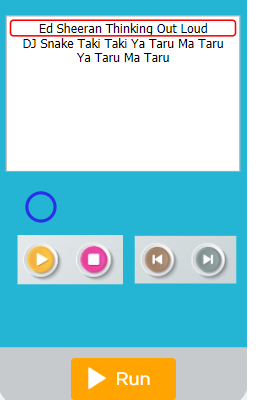 Ed Sheeran Thinking Out Loud
DJ Snake Taki Taki Ya Taru Ma Taru
Ya Taru Ma Taru
Run